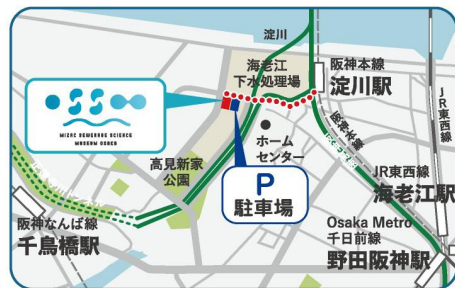 淀川
海老江
下水処理場
阪神本線
淀川駅
JR東西線
MIZBE SEWERAGE SCIENCE
MUSEUM OSAKA
阪神本線
ホーム
センター
高見新家
公園
P
駐車場
JR東西線
海老江駅
阪神なんば線
千鳥橋駅
Osaka Metro
千日前線
野田阪神駅